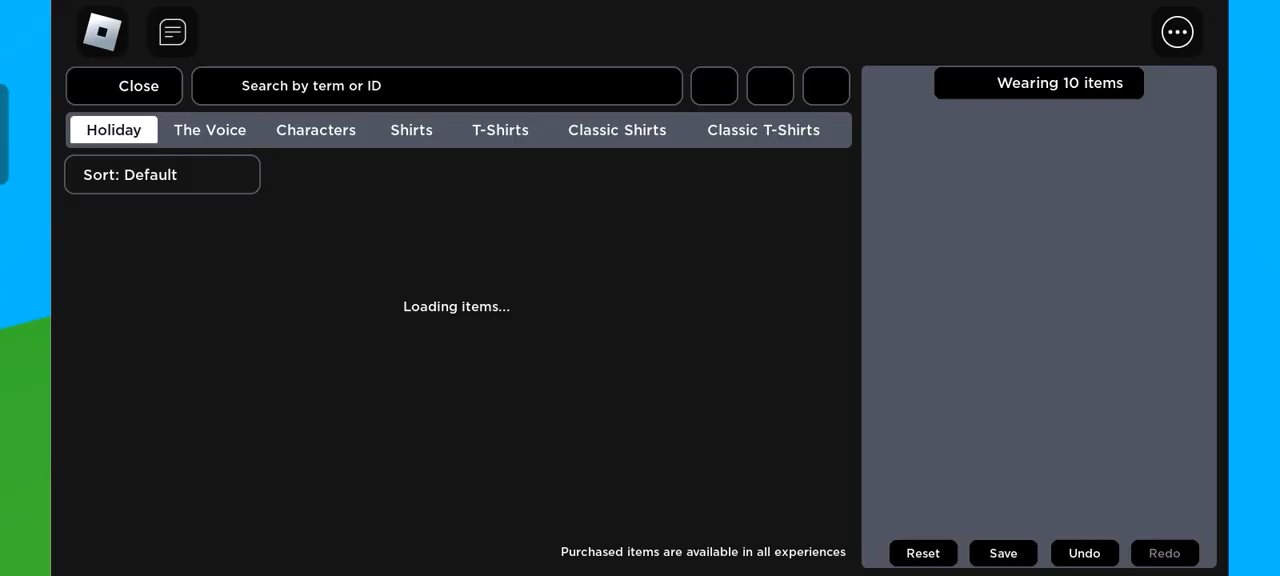 Close
Search by term or ID
Wearing 10 items
Holiday
The Voice
Characters
Shirts
T-Shirts
Classic Shirts
Classic T-Shirts
Sort: Default
Loading items...
Purchased items are available in all experiences
Reset
Save
Undo
Redo